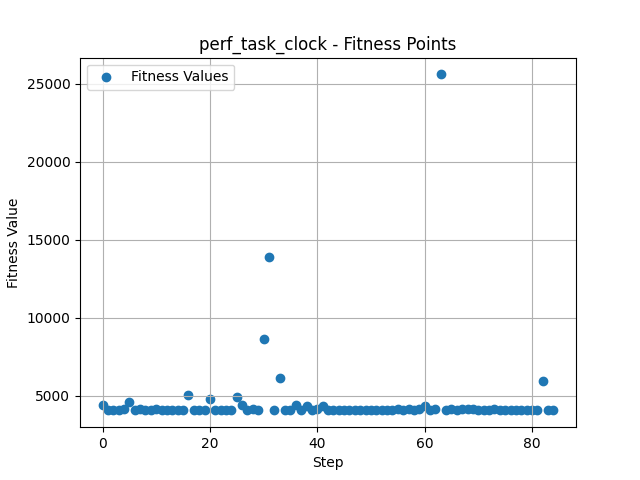 perf_task_clock - Fitness Points
Fitness Values
25000
20000
15000
10000
5000
Fitness Value
0
20
40
60
80
Step